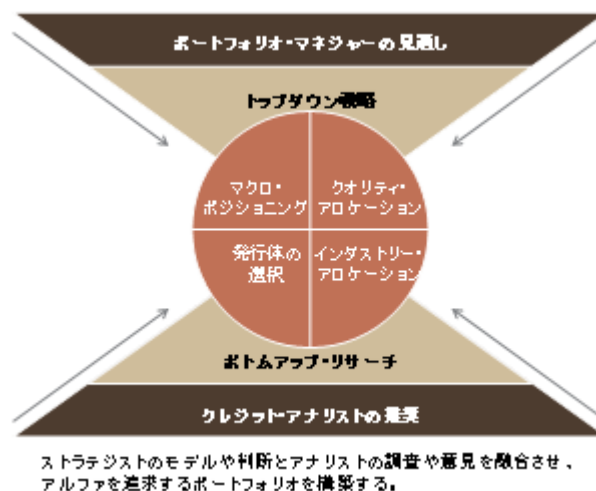 ポートフォリオ・マネジャーの見通し
トップダウン戦略
マクロ・
ポジショニング
クオリティ・
アロケーション
発行体の
選択
インダストリー・
アロケーション
ボトムアップ・リサーチ
クレジット・アナリストの推奨
ストラテジストのモデルや判断とアナリストの調査や意見を融合させ、
アルファを追求するポートフォリオを構築する。